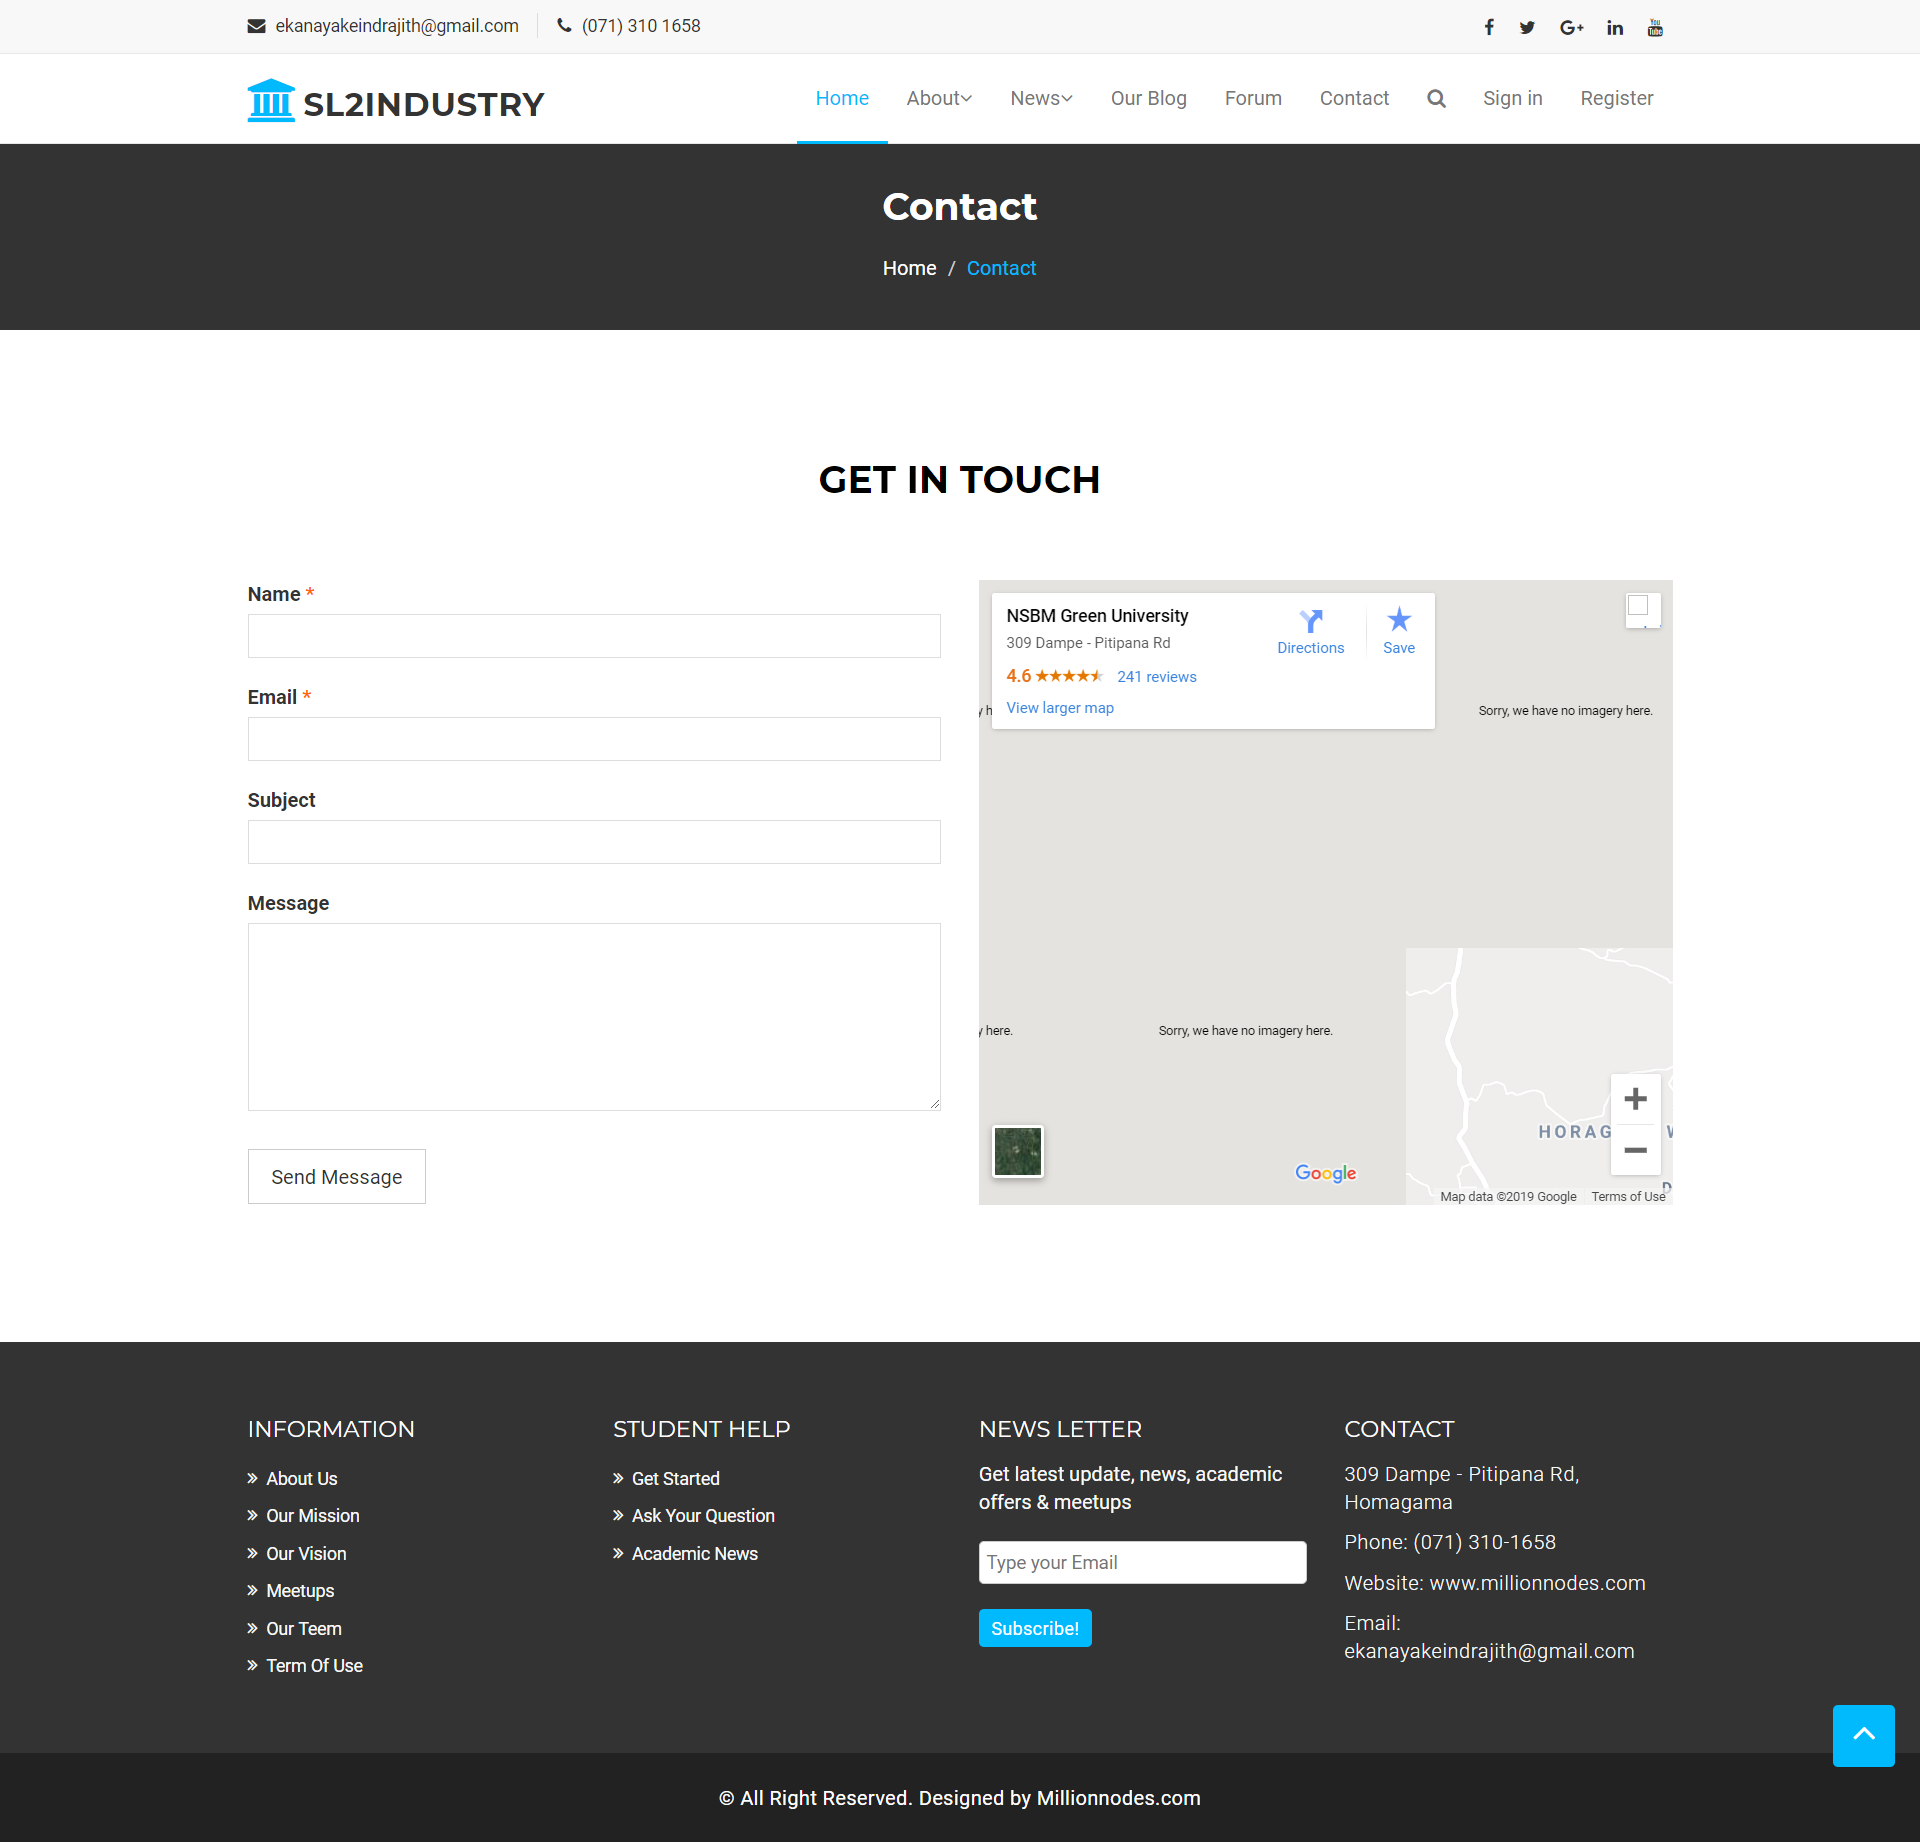 ekanayakeindrajith@gmail.com (071) 310 1658
SL2INDUSTRY
Home About News Our Blog Forum Contact Sign in Register
Contact
Home / Contact
GET IN TOUCH
Name *
Email *
Subject
Message
Send Message
NSBM Green University
309 Dampe - Pitipana Rd
Directions
Save
4.6 241 reviews
View larger map
Sorry, we have no imagery here.
y here.
Sorry, we have no imagery here.
HORAG
Google
Map data ©2019 Google Terms of Use
INFORMATION
About Us
Our Mission
Our Vision
Meetups
Our Teem
Term Of Use
STUDENT HELP
Get Started
Ask Your Question
Academic News
NEWS LETTER
Get latest update, news, academic
offers & meetups
Type your Email
Subscribe!
CONTACT
309 Dampe - Pitipana Rd,
Homagama
Phone: (071) 310-1658
Website: www.millionnodes.com
Email:
ekanayakeindrajith@gmail.com
© All Right Reserved. Designed by Millionnodes.com